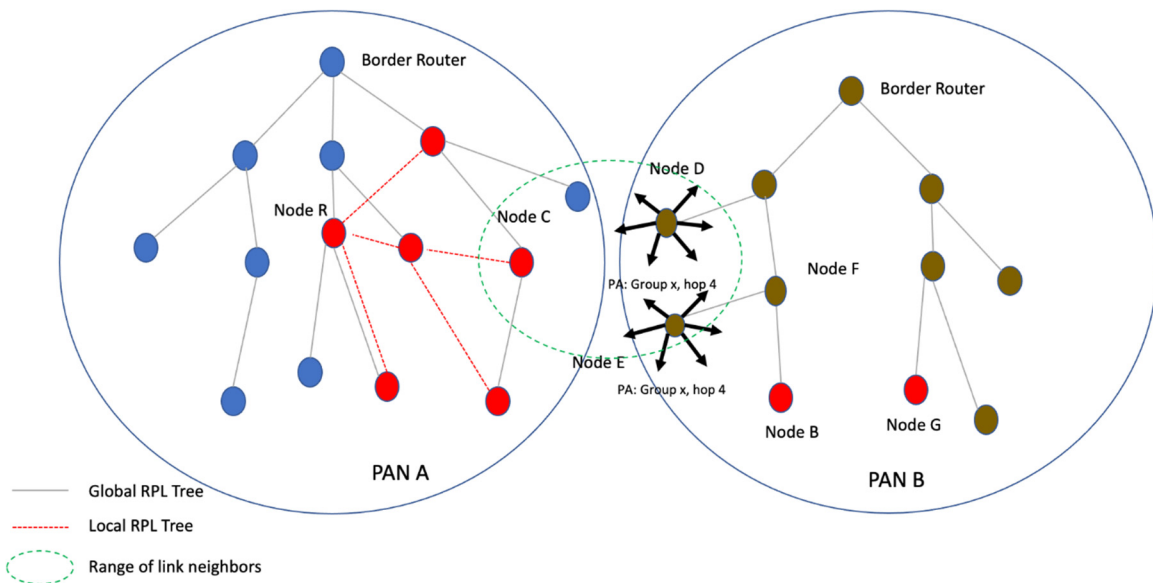 Border Router
Border Router
Node D
Node R
Node C
Node F
PA: Group x, hop 4
Node E
PA: Group x, hop 4
Node B
Node G
PAN A
PAN B
Global RPL Tree
Local RPL Tree
Range of link neighbors